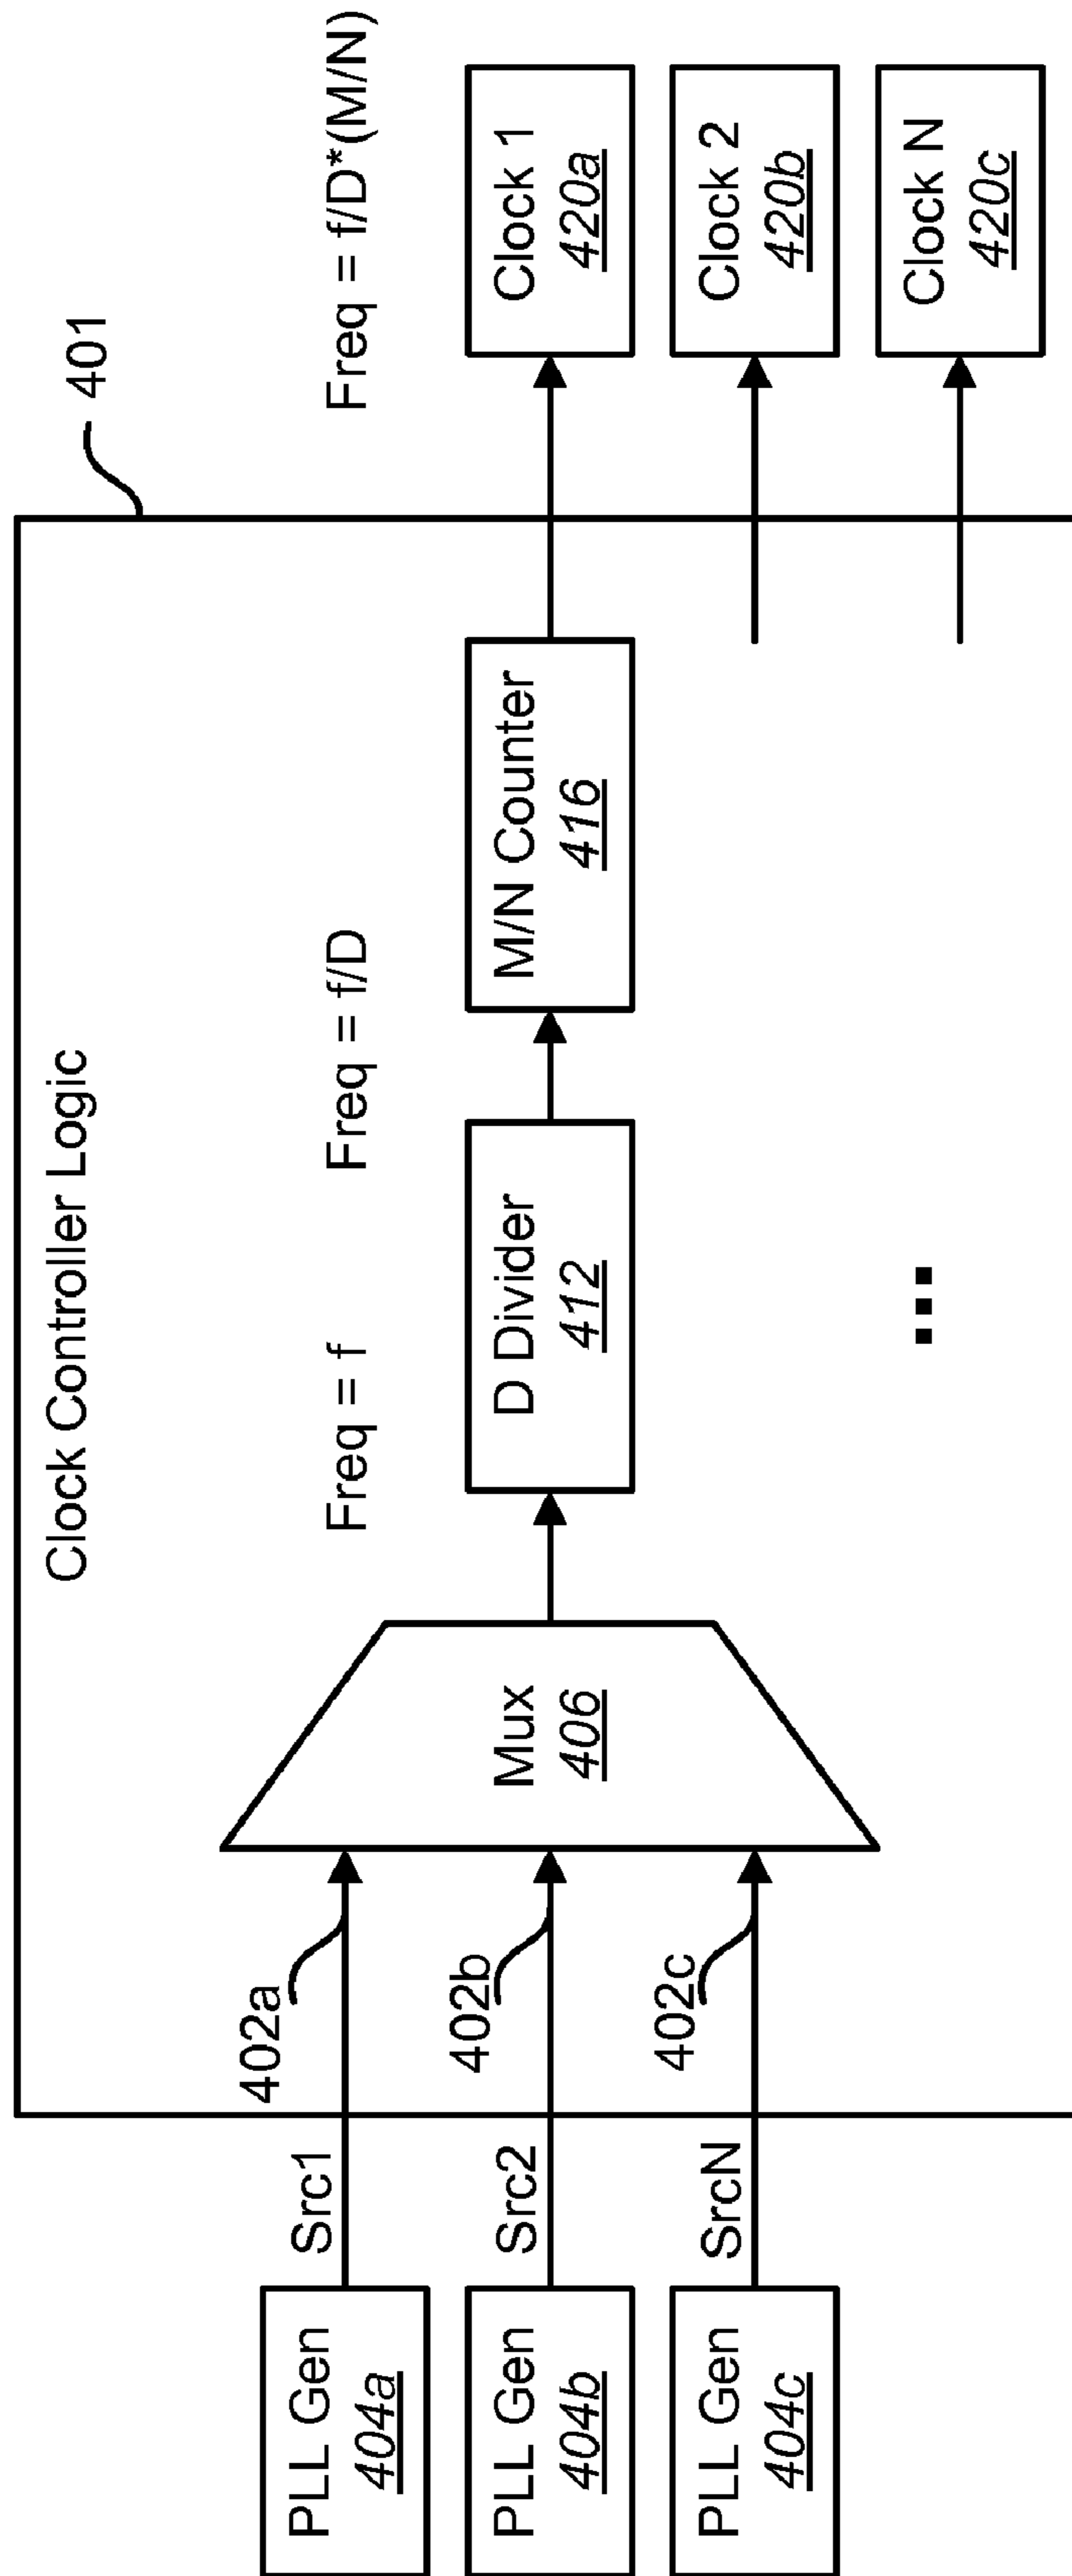 Clock Controller Logic
401
Freq = f
Freq = f/D
Freq = f/D*(M/N)
PLL Gen
404a
Src1
402a
PLL Gen
404b
Src2
402b
PLL Gen
404c
SrcN
402c
Mux
406
D Divider
412
M/N Counter
416
Clock 1
420a
Clock 2
420b
Clock N
420c
...